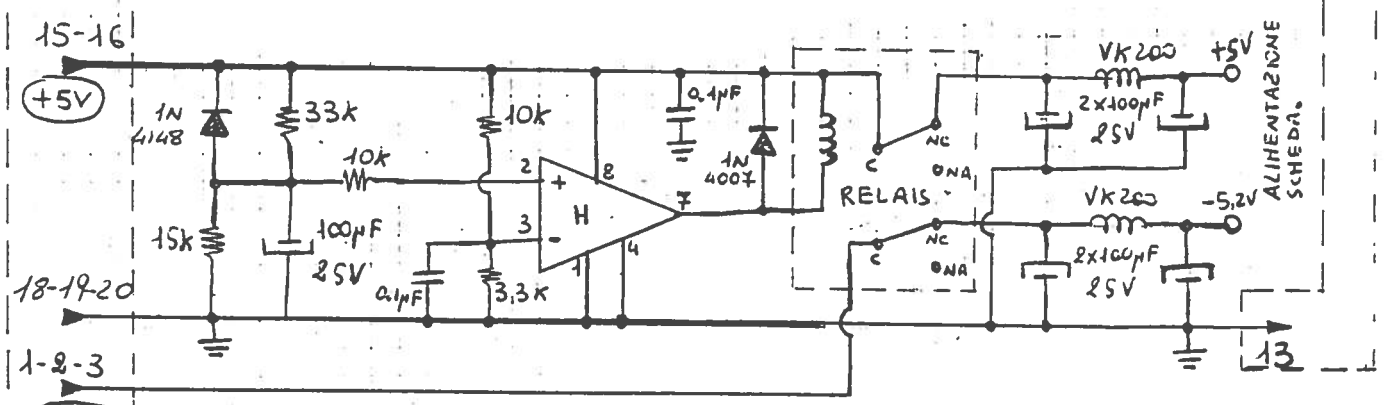 15-16
+5V
1N
4148
33K
10K
10K
2
+
8
H
3
-
1
4
7
15K
100µF
25V
0,1µF
3,3K
0,1µF
1N
4007
C
NC
NA
RELAIS
C
NC
NA
VK200
+5V
2x100µF
25V
VK200
-5,2V
2x100µF
25V
ALIMENTAZIONE
SCHEDA.
18-19-20
13
1-2-3